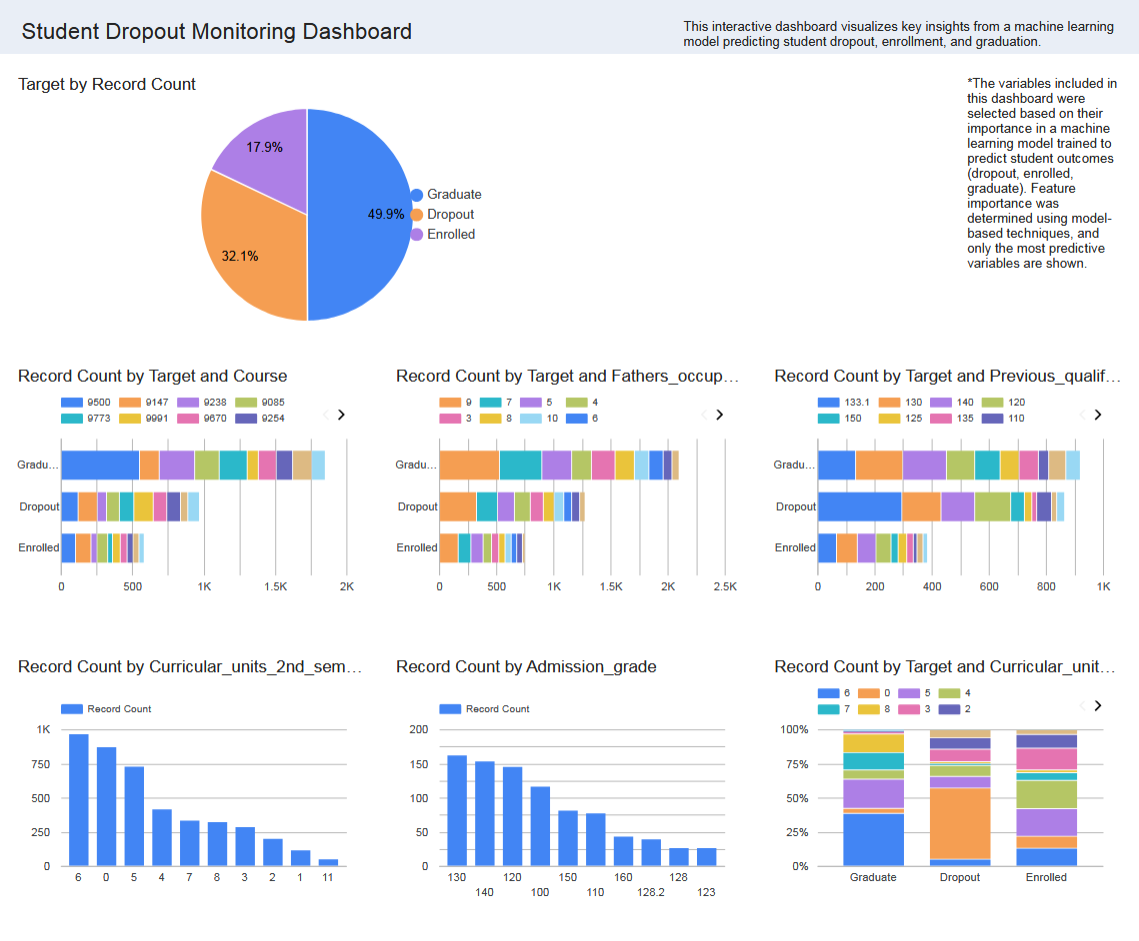 Student Dropout Monitoring Dashboard
This interactive dashboard visualizes key insights from a machine learning
model predicting student dropout, enrollment, and graduation.
Target by Record Count
*The variables included in
this dashboard were
selected based on their
importance in a machine
learning model trained to
predict student outcomes
(dropout, enrolled,
graduate). Feature
importance was
determined using model-
based techniques, and
only the most predictive
variables are shown.
17.9%
49.9%
32.1%
Graduate
Dropout
Enrolled
Record Count by Target and Course
9500 9147 9238 9085
9773 9991 9670 9254
Gradu...
Dropout
Enrolled
0 500 1K 1.5K 2K
Record Count by Target and Fathers_occup...
9 7 5 4
3 8 10 6
Gradu...
Dropout
Enrolled
0 500 1K 1.5K 2K 2.5K
Record Count by Target and Previous_qualif...
133.1 130 140 120
150 125 135 110
Gradu...
Dropout
Enrolled
0 200 400 600 800 1K
Record Count by Curricular_units_2nd_sem...
Record Count
1K
750
500
250
0
6 0 5 4 7 8 3 2 1 11
Record Count by Admission_grade
Record Count
200
150
100
50
0
130 120 150 160 128
140 100 110 128.2 123
Record Count by Target and Curricular_unit...
6 0 5 4
7 8 3 2
100%
75%
50%
25%
0%
Graduate Dropout Enrolled